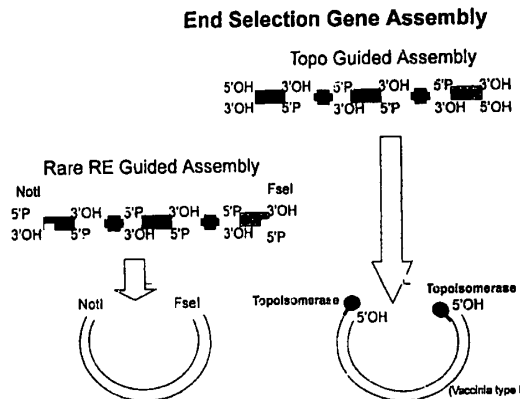 End Selection Gene Assembly
Topo Guided Assembly
5'OH 3'OH 5'P 3'OH 5'P 3'OH
3'OH 5'P 3'OH 5'P 3'OH 5'OH
Rare RE Guided Assembly
NotI FseI
5'P 3'OH 5'P 3'OH 5'P 3'OH
3'OH 5'P 3'OH 5'P 3'OH 5'P
NotI FseI
Topoisomerase Topoisomerase
5'OH 5'OH
(Vaccinia type